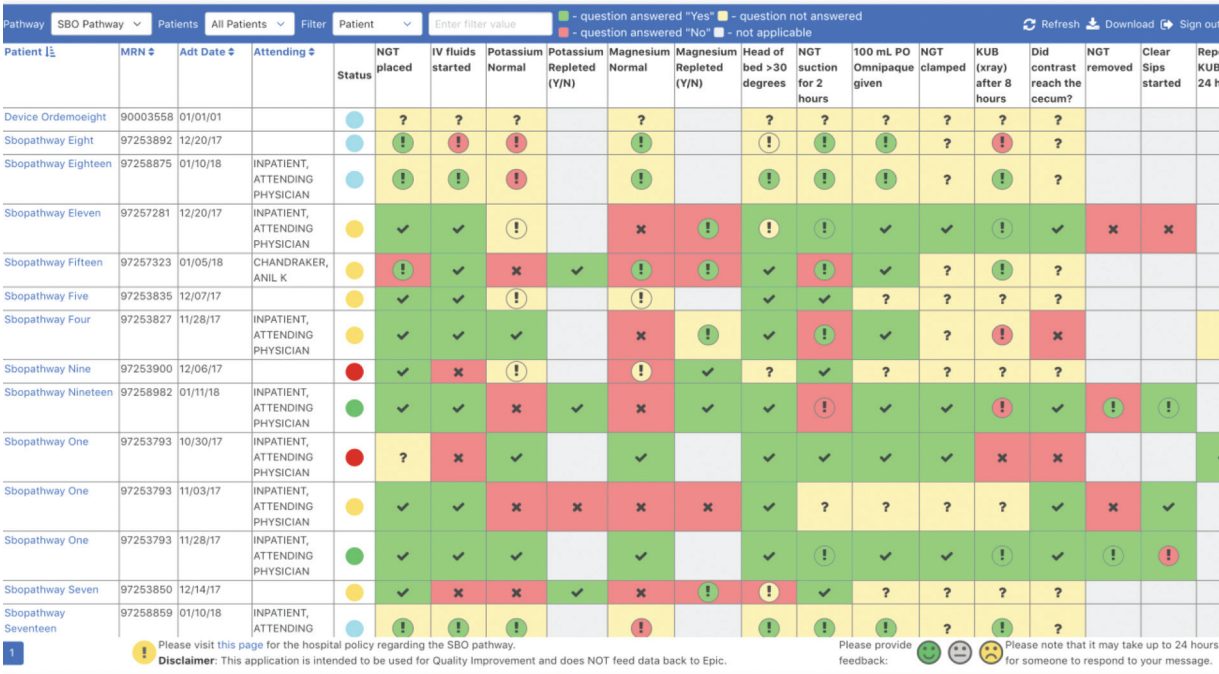 Pathway SBO Pathway Patients All Patients Filter Patient Enter filter value - question answered "Yes" - question not answered Refresh Download Sign out
- question answered "No" - not applicable
Patient MRN Adt Date Attending Status NGT placed IV fluids started Potassium Normal Potassium Repleted (Y/N) Magnesium Normal Magnesium Repleted (Y/N) Head of bed >30 degrees NGT suction for 2 hours 100 mL PO Omnipaque given NGT clamped KUB (xray) after 8 hours Did contrast reach the cecum? NGT removed Clear Sips started KUB 24 h
Device Ordemoeight 90003558 01/01/01 ? ? ? ? ? ? ? ? ? ?
Sbopathway Eight 97253892 12/20/17 ! ! ! ! ! ! ! ? ! ?
Sbopathway Eighteen 97258875 01/10/18 INPATIENT, ATTENDING PHYSICIAN ! ! ! ! ! ! ! ? ! ?
Sbopathway Eleven 97257281 12/20/17 INPATIENT, ATTENDING PHYSICIAN ! ! ! ! !
Sbopathway Fifteen 97257323 01/05/18 CHANDRAKER, ANIL K ! ! ! ! ? ! ?
Sbopathway Five 97253835 12/07/17 ! ! ? ? ? ?
Sbopathway Four 97253827 11/28/17 INPATIENT, ATTENDING PHYSICIAN ! ! ? !
Sbopathway Nine 97253900 12/06/17 ! ! ? ? ? ? ?
Sbopathway Nineteen 97258982 01/11/18 INPATIENT, ATTENDING PHYSICIAN ! ! ! !
Sbopathway One 97253793 10/30/17 INPATIENT, ATTENDING PHYSICIAN ?
Sbopathway One 97253793 11/03/17 INPATIENT, ATTENDING PHYSICIAN ? ? ? ?
Sbopathway One 97253793 11/28/17 INPATIENT, ATTENDING PHYSICIAN ! ! ! !
Sbopathway Seven 97253850 12/14/17 ! ! ? ? ? ?
Sbopathway Seventeen 97258859 01/10/18 INPATIENT, ATTENDING ! ! ! ! ! ! ! ? ! ?
1 ! Please visit this page for the hospital policy regarding the SBO pathway.
Disclaimer: This application is intended to be used for Quality Improvement and does NOT feed data back to Epic.
Please provide feedback:
Please note that it may take up to 24 hours
for someone to respond to your message.